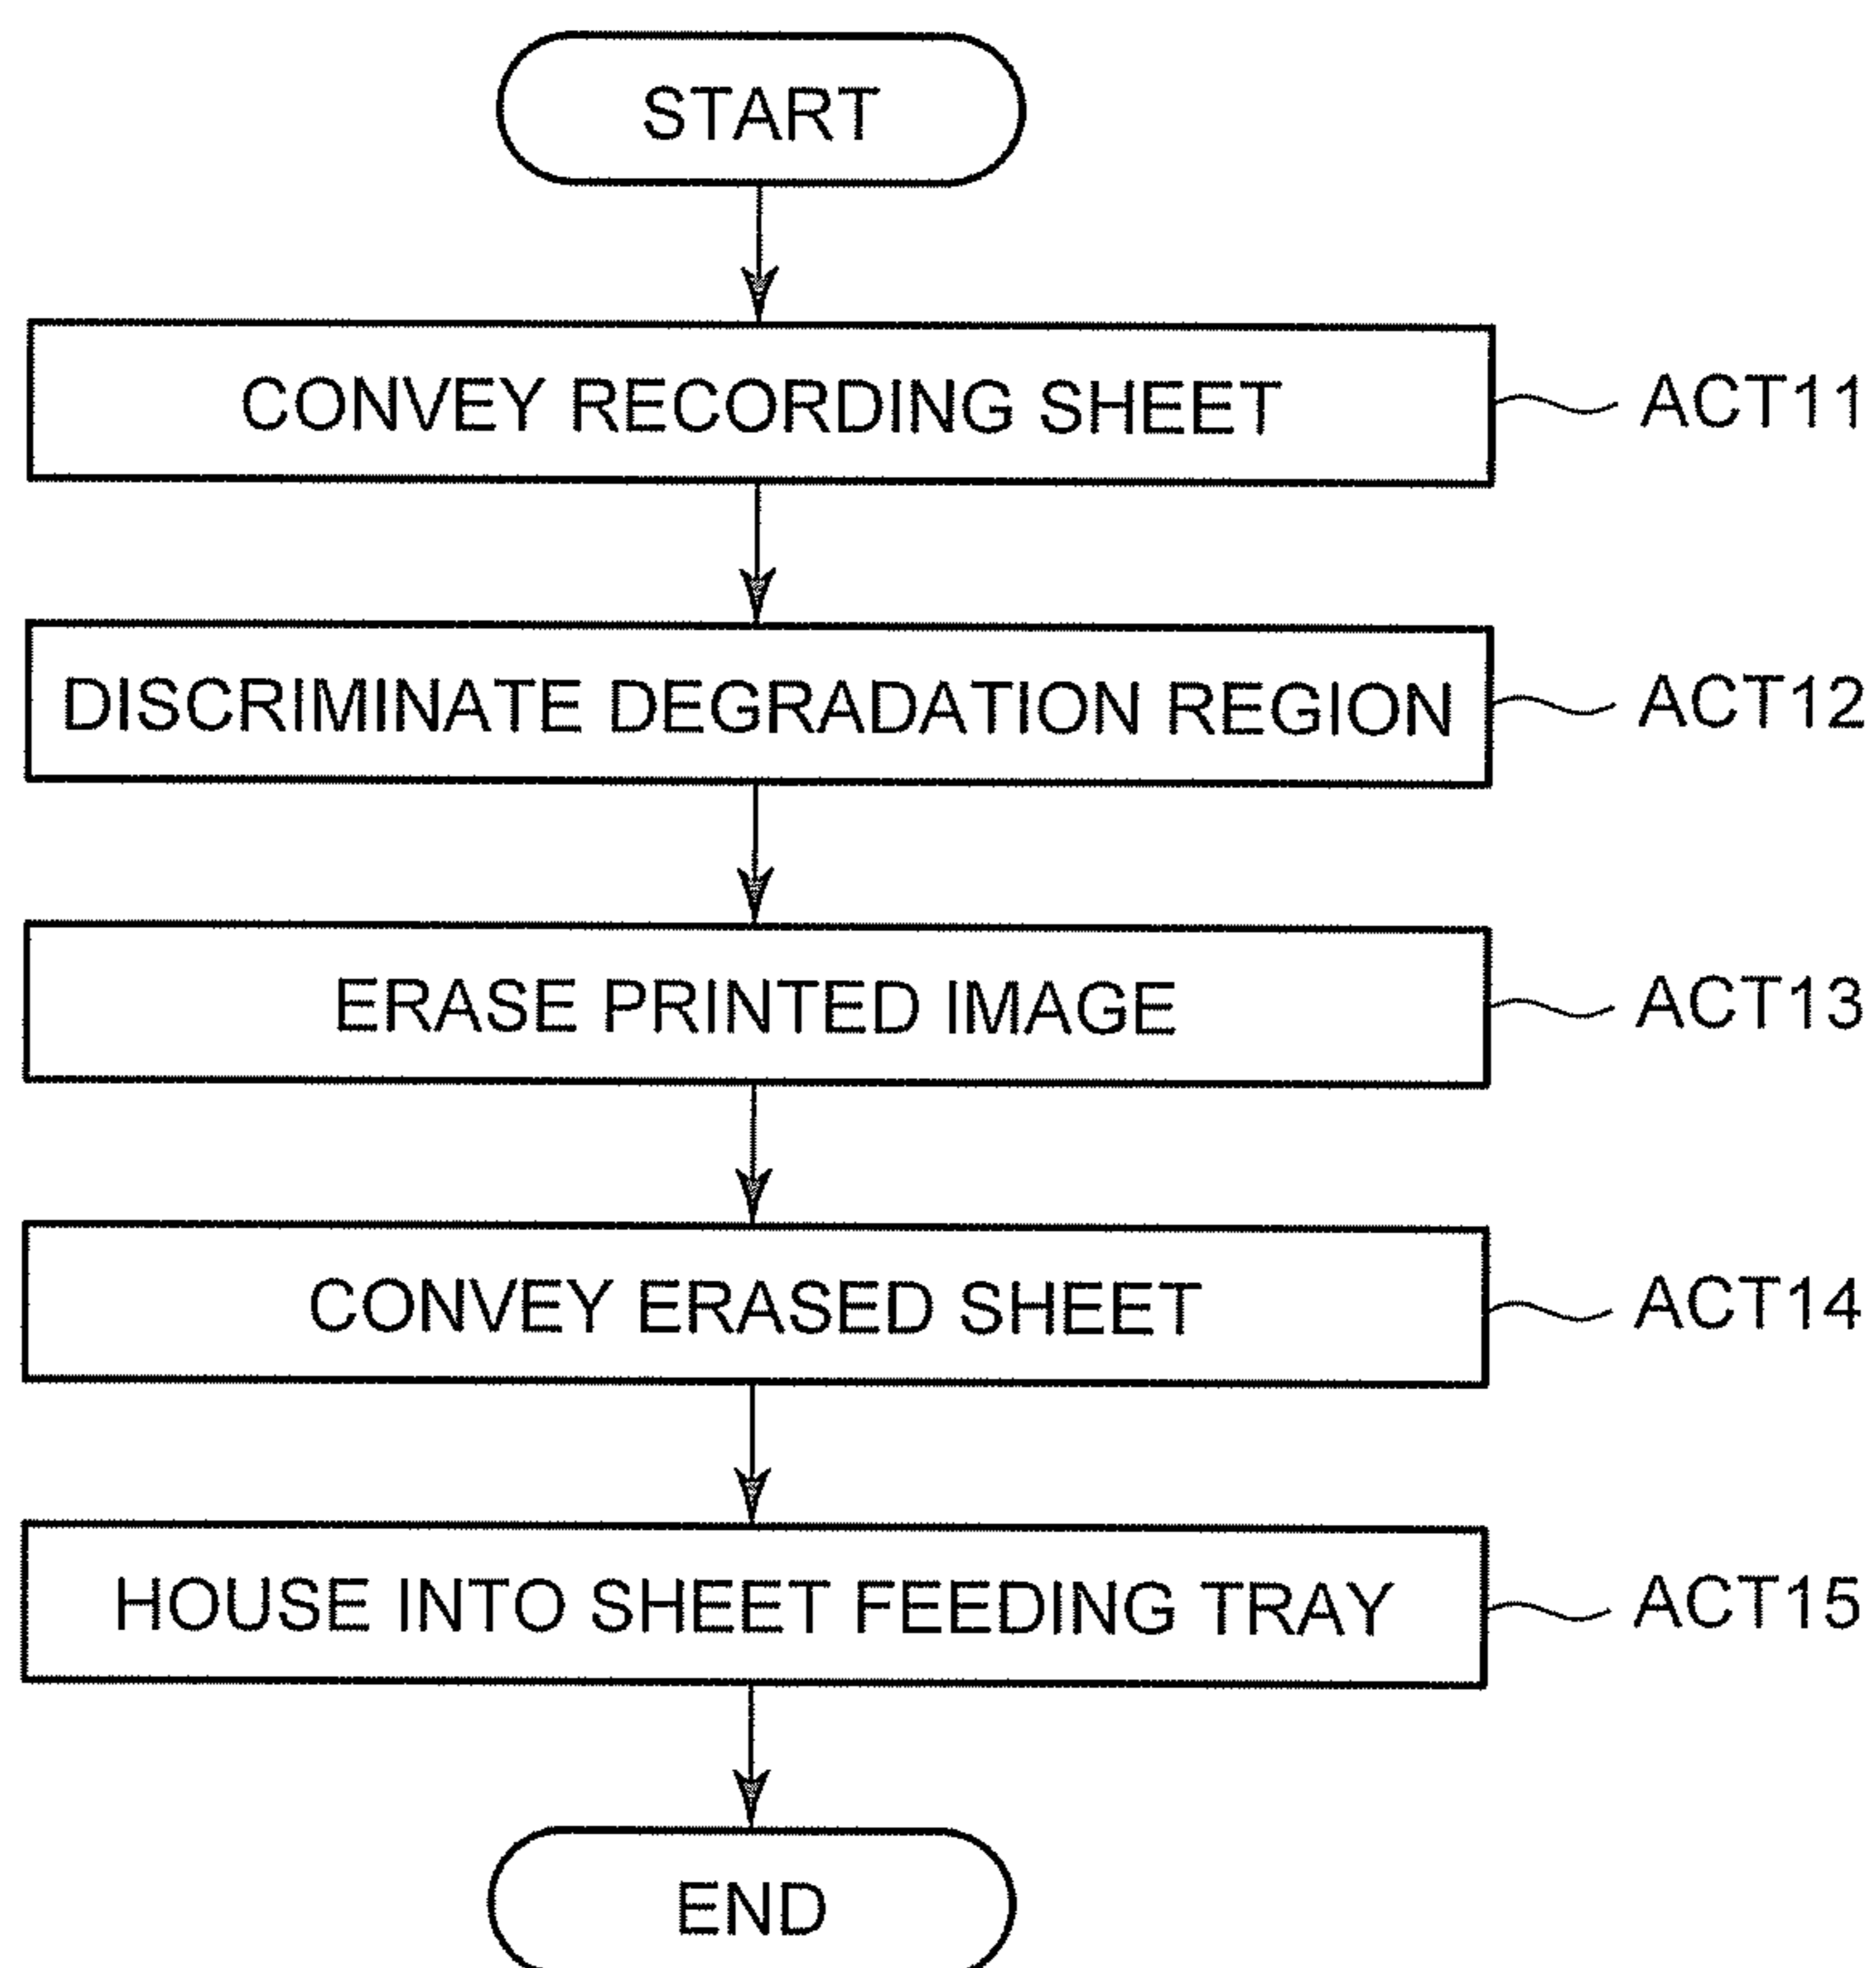 START
CONVEY RECORDING SHEET
ACT11
DISCRIMINATE DEGRADATION REGION
ACT12
ERASE PRINTED IMAGE
ACT13
CONVEY ERASED SHEET
ACT14
HOUSE INTO SHEET FEEDING TRAY
ACT15
END